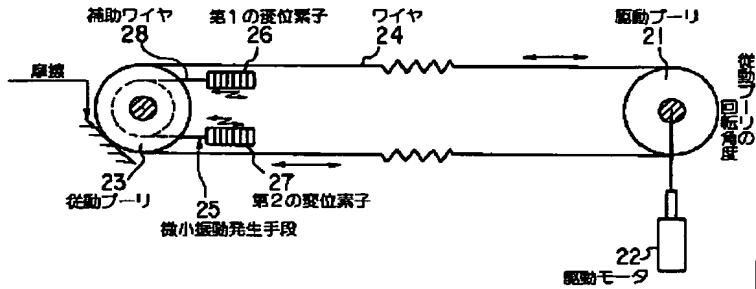 補助ワイヤ
28
第1の変位素子
26
ワイヤ
24
駆動プーリ
21
摩擦
従動プーリの
回転角度
23
従動プーリ
25
微小振動発生手段
27
第2の変位素子
22
駆動モータ